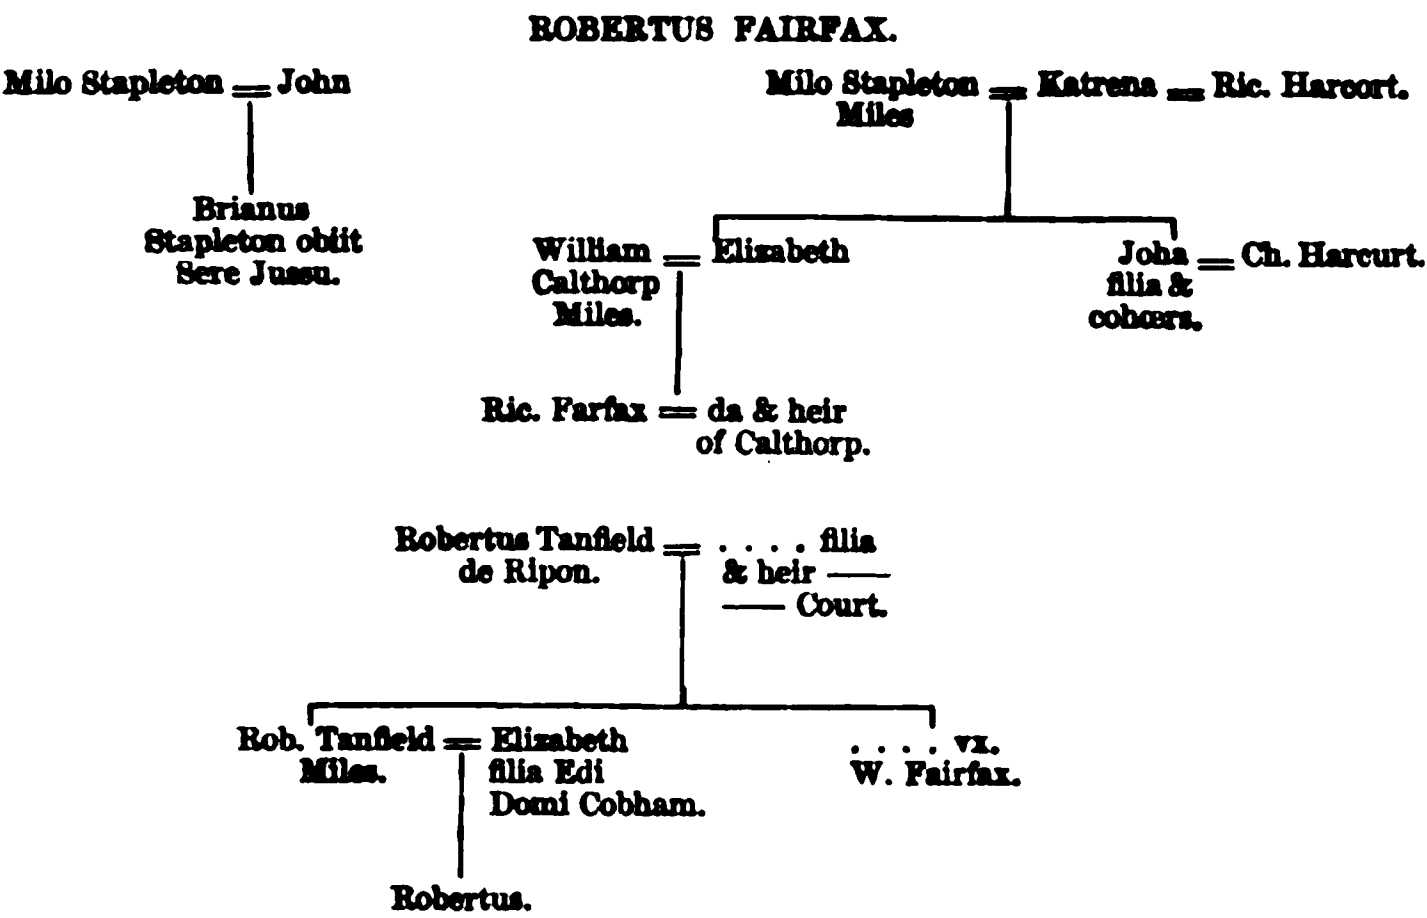 ROBERTUS FAIRFAX.
Milo Stapleton = John
Milo Stapleton = Katrena = Ric. Harcort.
Miles
Brianus
Stapleton obiit
Sere Jussu.
William = Elizabeth
Calthorp
Miles.
Joha = Ch. Harcurt.
filia &
cohœrs.
Ric. Farfax = da & heir
of Calthorp.
Robertus Tanfield = . . . . filia
de Ripon. & heir ——
—— Court.
Rob. Tanfield = Elizabeth
Miles. filia Edi
Domi Cobham.
. . . . vx.
W. Fairfax.
Robertus.